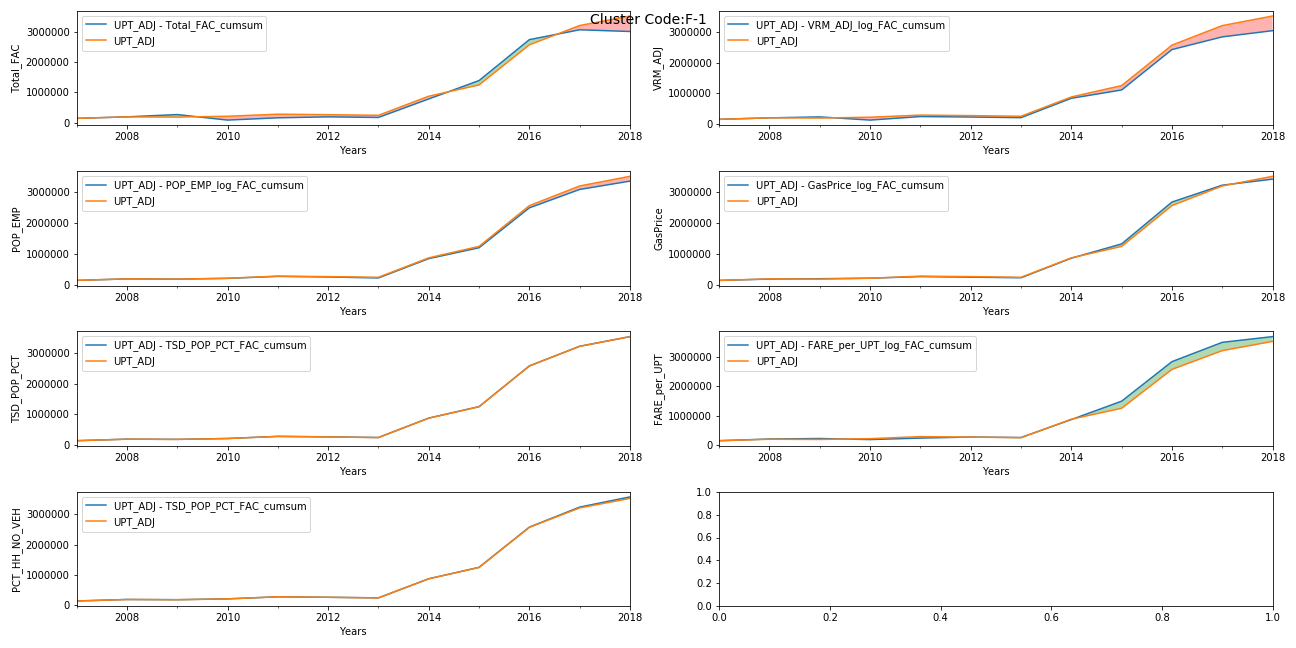 Cluster Code:F-1
UPT_ADJ - Total_FAC_cumsum
UPT_ADJ
Total_FAC
3000000
2000000
1000000
0
2008 2010 2012 2014 2016 2018
Years
UPT_ADJ - VRM_ADJ_log_FAC_cumsum
UPT_ADJ
VRM_ADJ
3000000
2000000
1000000
0
2008 2010 2012 2014 2016 2018
Years
UPT_ADJ - POP_EMP_log_FAC_cumsum
UPT_ADJ
POP_EMP
3000000
2000000
1000000
0
2008 2010 2012 2014 2016 2018
Years
UPT_ADJ - GasPrice_log_FAC_cumsum
UPT_ADJ
GasPrice
3000000
2000000
1000000
0
2008 2010 2012 2014 2016 2018
Years
UPT_ADJ - TSD_POP_PCT_FAC_cumsum
UPT_ADJ
TSD_POP_PCT
3000000
2000000
1000000
0
2008 2010 2012 2014 2016 2018
Years
UPT_ADJ - FARE_per_UPT_log_FAC_cumsum
UPT_ADJ
FARE_per_UPT
3000000
2000000
1000000
0
2008 2010 2012 2014 2016 2018
Years
UPT_ADJ - TSD_POP_PCT_FAC_cumsum
UPT_ADJ
PCT_HH_NO_VEH
3000000
2000000
1000000
0
2008 2010 2012 2014 2016 2018
Years
1.0
0.8
0.6
0.4
0.2
0.0
0.0 0.2 0.4 0.6 0.8 1.0